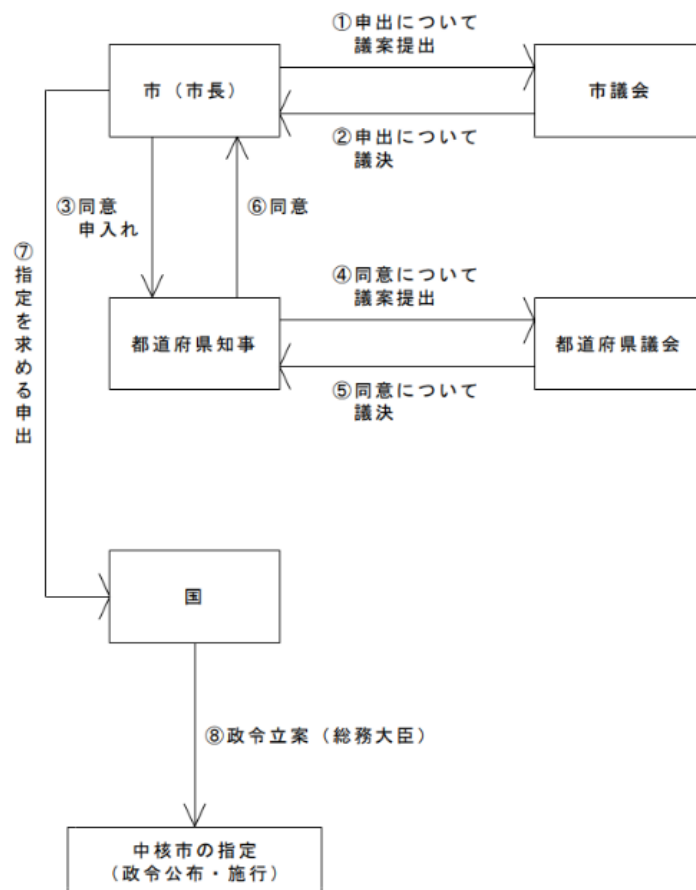 ①申出について
議案提出
市（市長）
市議会
②申出について
議決
③同意
申入れ
⑥同意
⑦指定を求める申出
④同意について
議案提出
都道府県知事
都道府県議会
⑤同意について
議決
国
⑧政令立案（総務大臣）
中核市の指定
（政令公布・施行）